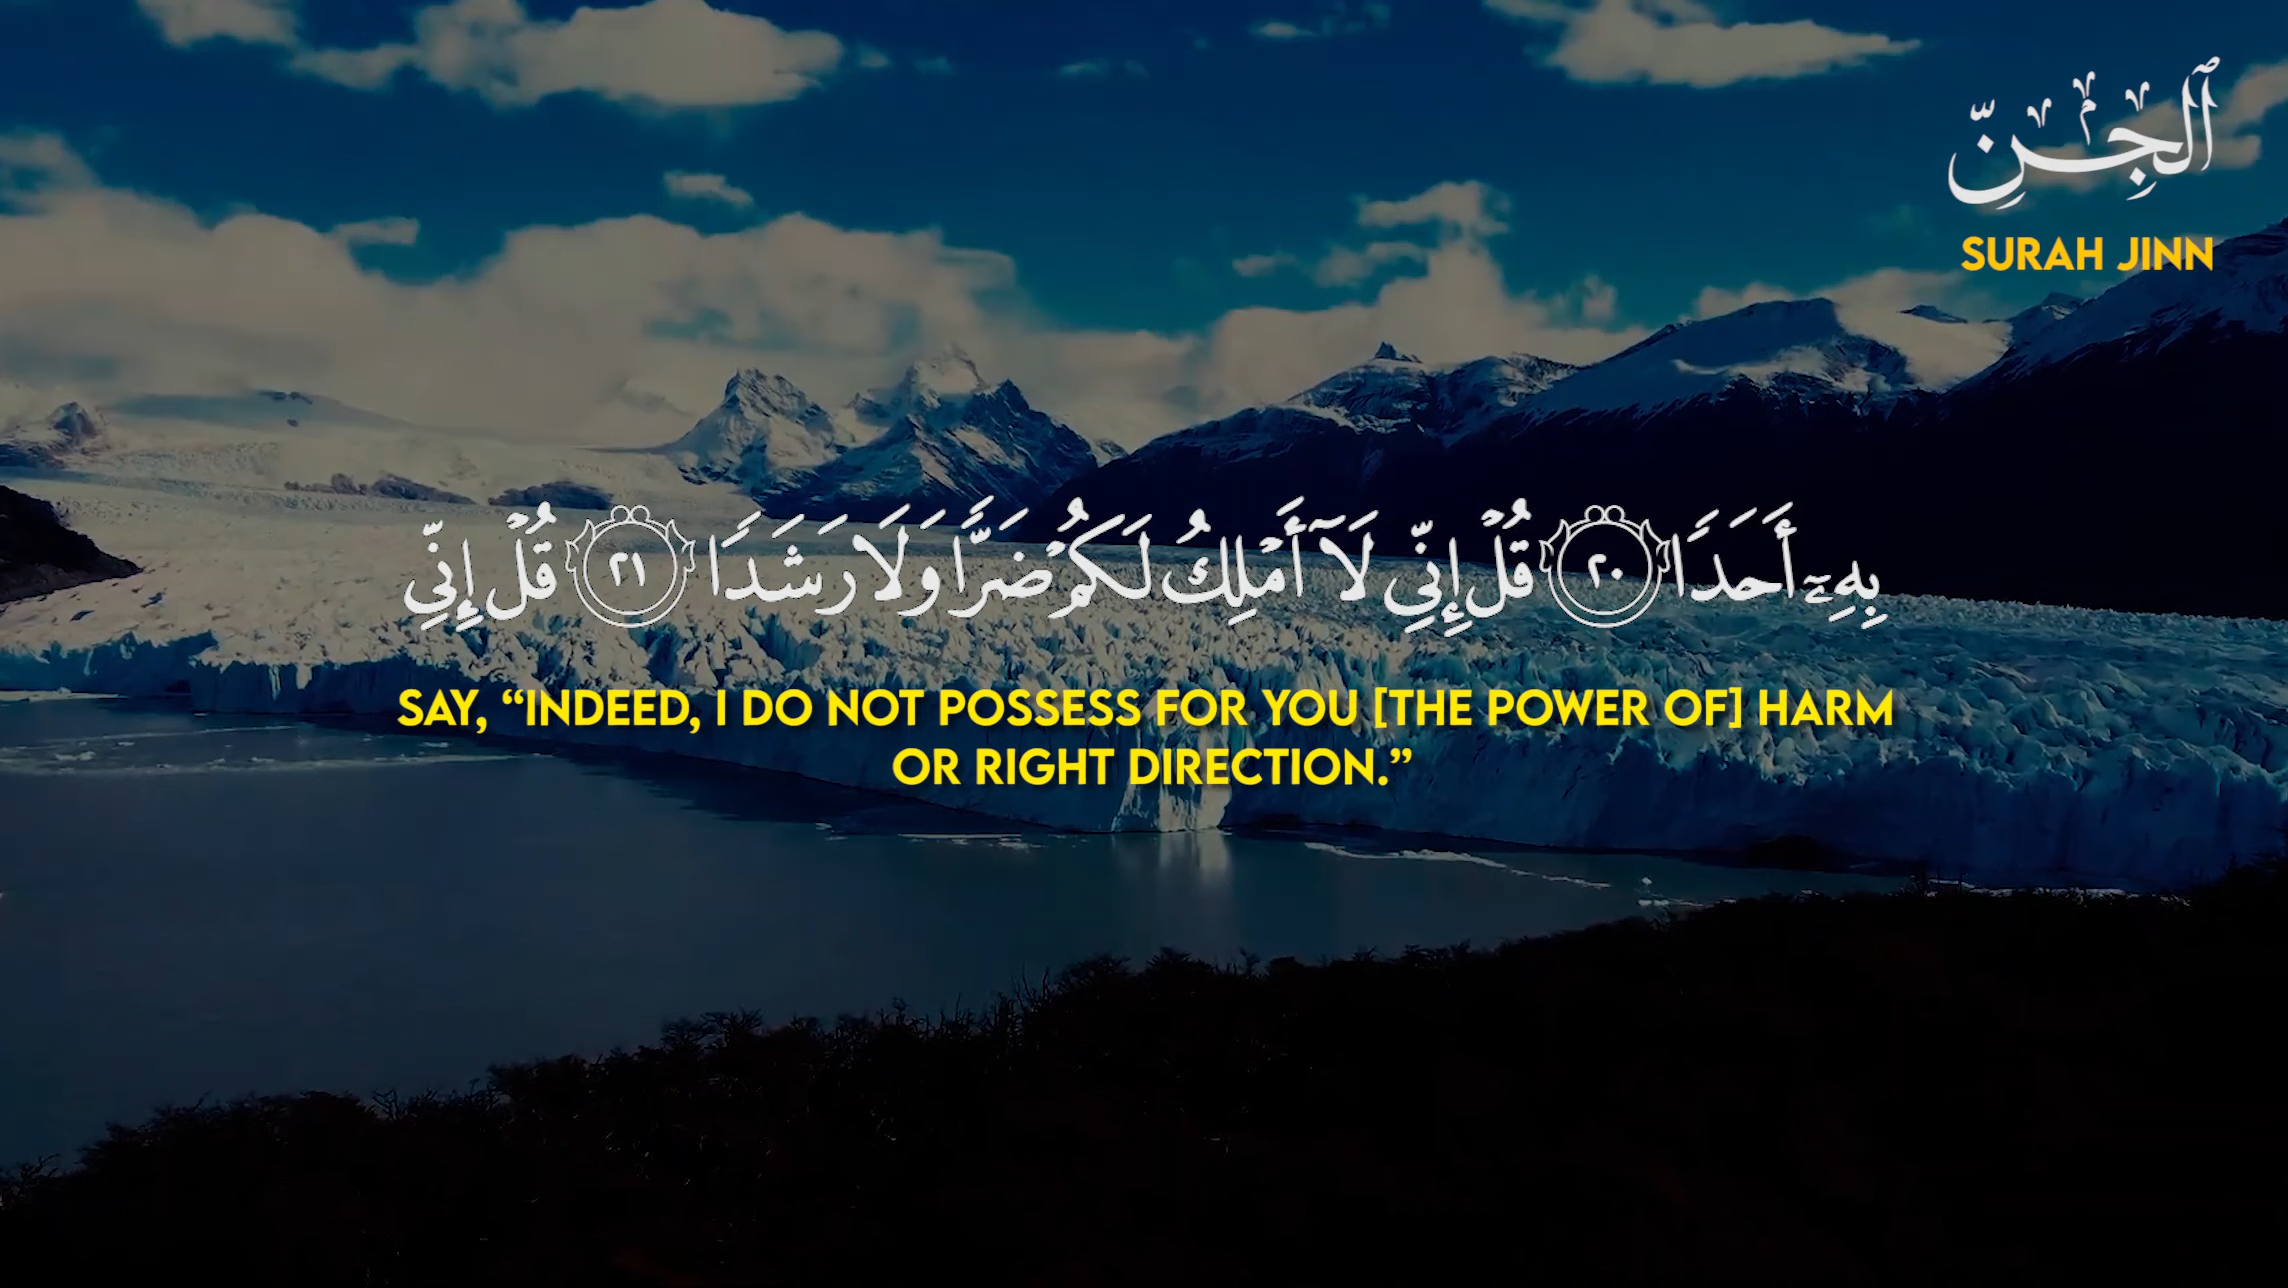 ٱلۡجِنّ
SURAH JINN
بِهِۦٓ أَحَدٗا ٢٠ قُلۡ إِنِّي لَآ أَمۡلِكُ لَكُمۡ ضَرّٗا وَلَا رَشَدٗا ٢١ قُلۡ إِنِّي
SAY, “INDEED, I DO NOT POSSESS FOR YOU [THE POWER OF] HARM
OR RIGHT DIRECTION.”